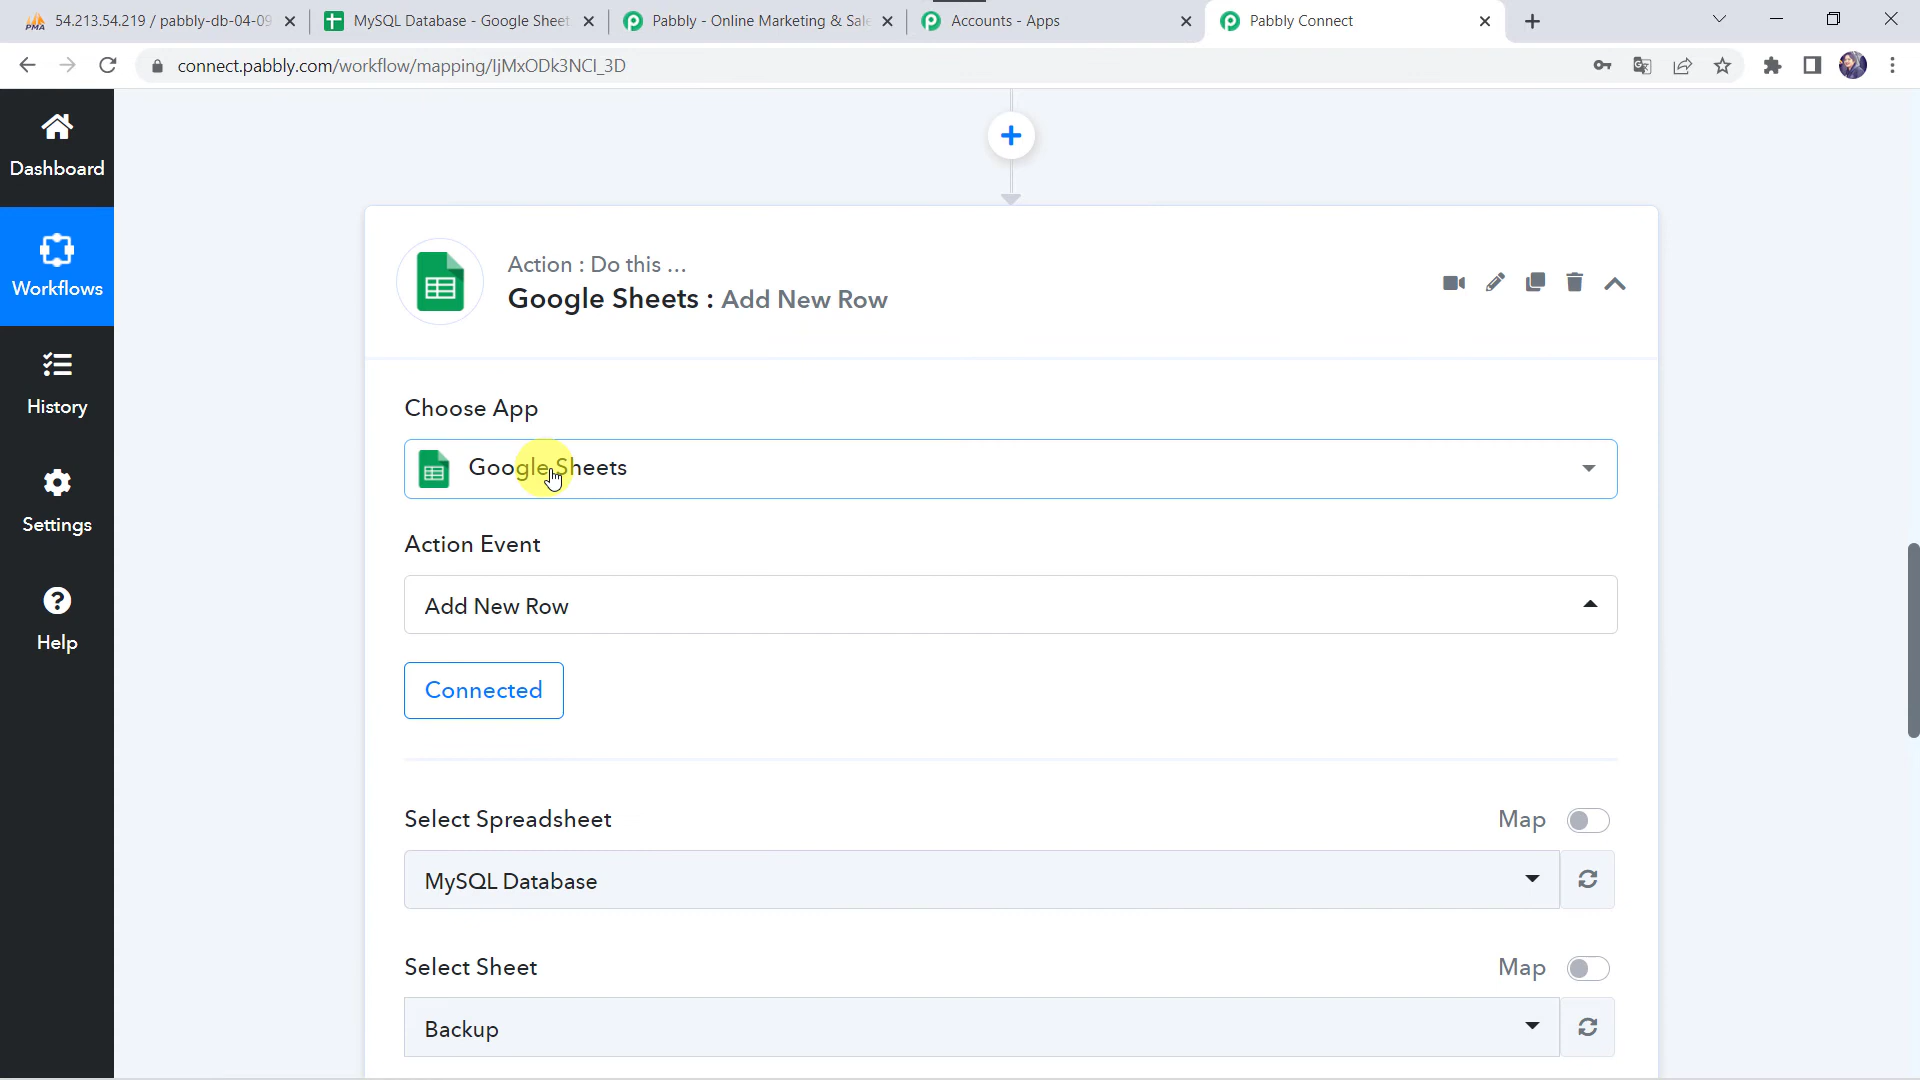 54.213.54.219 / pabbly-db-04-09
MySQL Database - Google Sheet
Pabbly - Online Marketing & Sale
Accounts - Apps
Pabbly Connect
connect.pabbly.com/workflow/mapping/IjMxODk3NCI_3D
Dashboard
Workflows
History
Settings
Help
Action : Do this ...
Google Sheets : Add New Row
Choose App
Google Sheets
Action Event
Add New Row
Connected
Select Spreadsheet
Map
MySQL Database
Select Sheet
Map
Backup